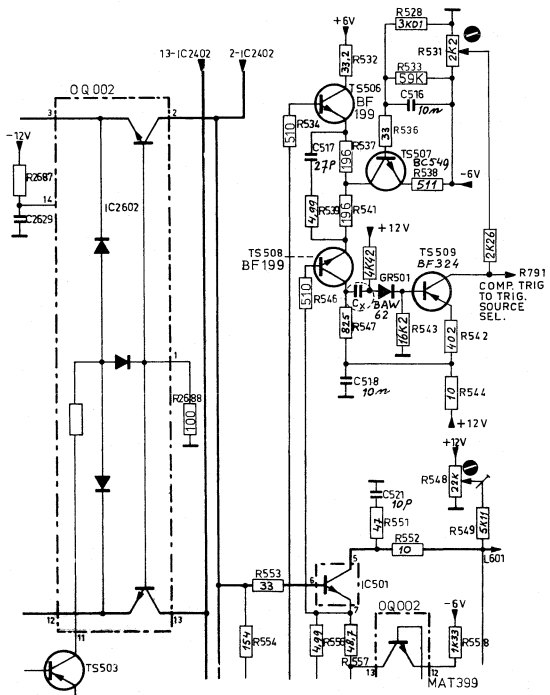 13-IC2402
2-IC2402
OQ002
3
2
-12V
R2687
14
C2629
IC2602
1
R2688
100
12
11
13
TS503
+6V
33,2
R532
TS506
BF
199
R534
510
C517
27P
R537
196
R539
4,99
R541
19,6
TS508
BF199
R546
510
Cx
R547
825
C518
10n
R528
3K01
R531
2K2
R533
59K
C516
10n
R536
33
TS507
BC549
R538
511
-6V
+12V
4K42
GR501
BAW
62
R543
16K2
TS509
BF324
2K26
R791
COMP. TRIG
TO TRIG.
SOURCE
SEL.
R542
402
R544
10
+12V
+12V
R548
22K
R549
5K11
L601
C521
10p
R551
47
R552
10
5
6
7
IC501
R553
33
R554
154
4,99
R556
48,7
R557
OQ002
13
12
MAT399
-6V
1K33
R558